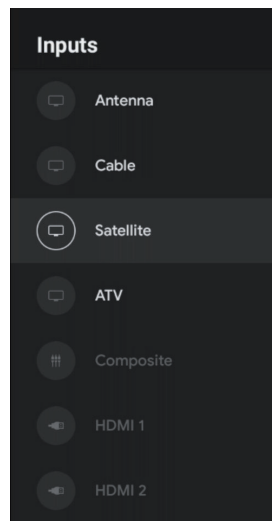 Inputs
Antenna
Cable
Satellite
ATV
Composite
HDMI 1
HDMI 2